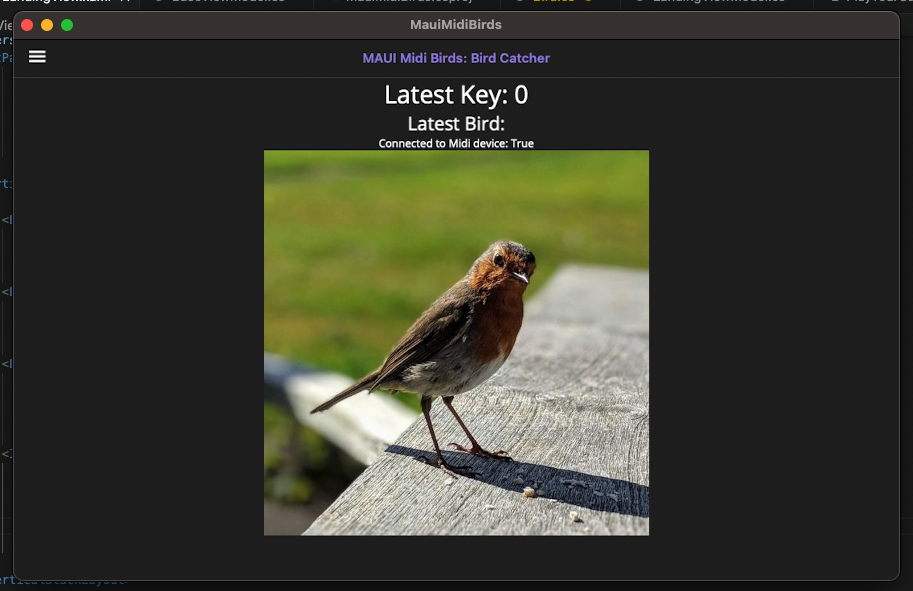 MauiMidiBirds
MAUI Midi Birds: Bird Catcher
Latest Key: 0
Latest Bird:
Connected to Midi device: True